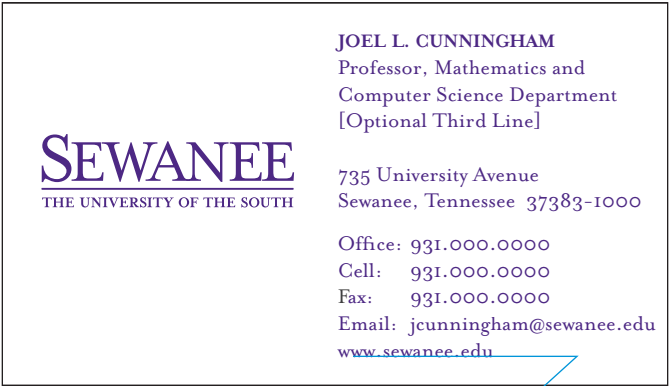 SEWANEE
THE UNIVERSITY OF THE SOUTH
JOEL L. CUNNINGHAM
Professor, Mathematics and
Computer Science Department
[Optional Third Line]
735 University Avenue
Sewanee, Tennessee 37383-1000
Office: 931.000.0000
Cell: 931.000.0000
Fax: 931.000.0000
Email: jcunningham@sewanee.edu
www.sewanee.edu